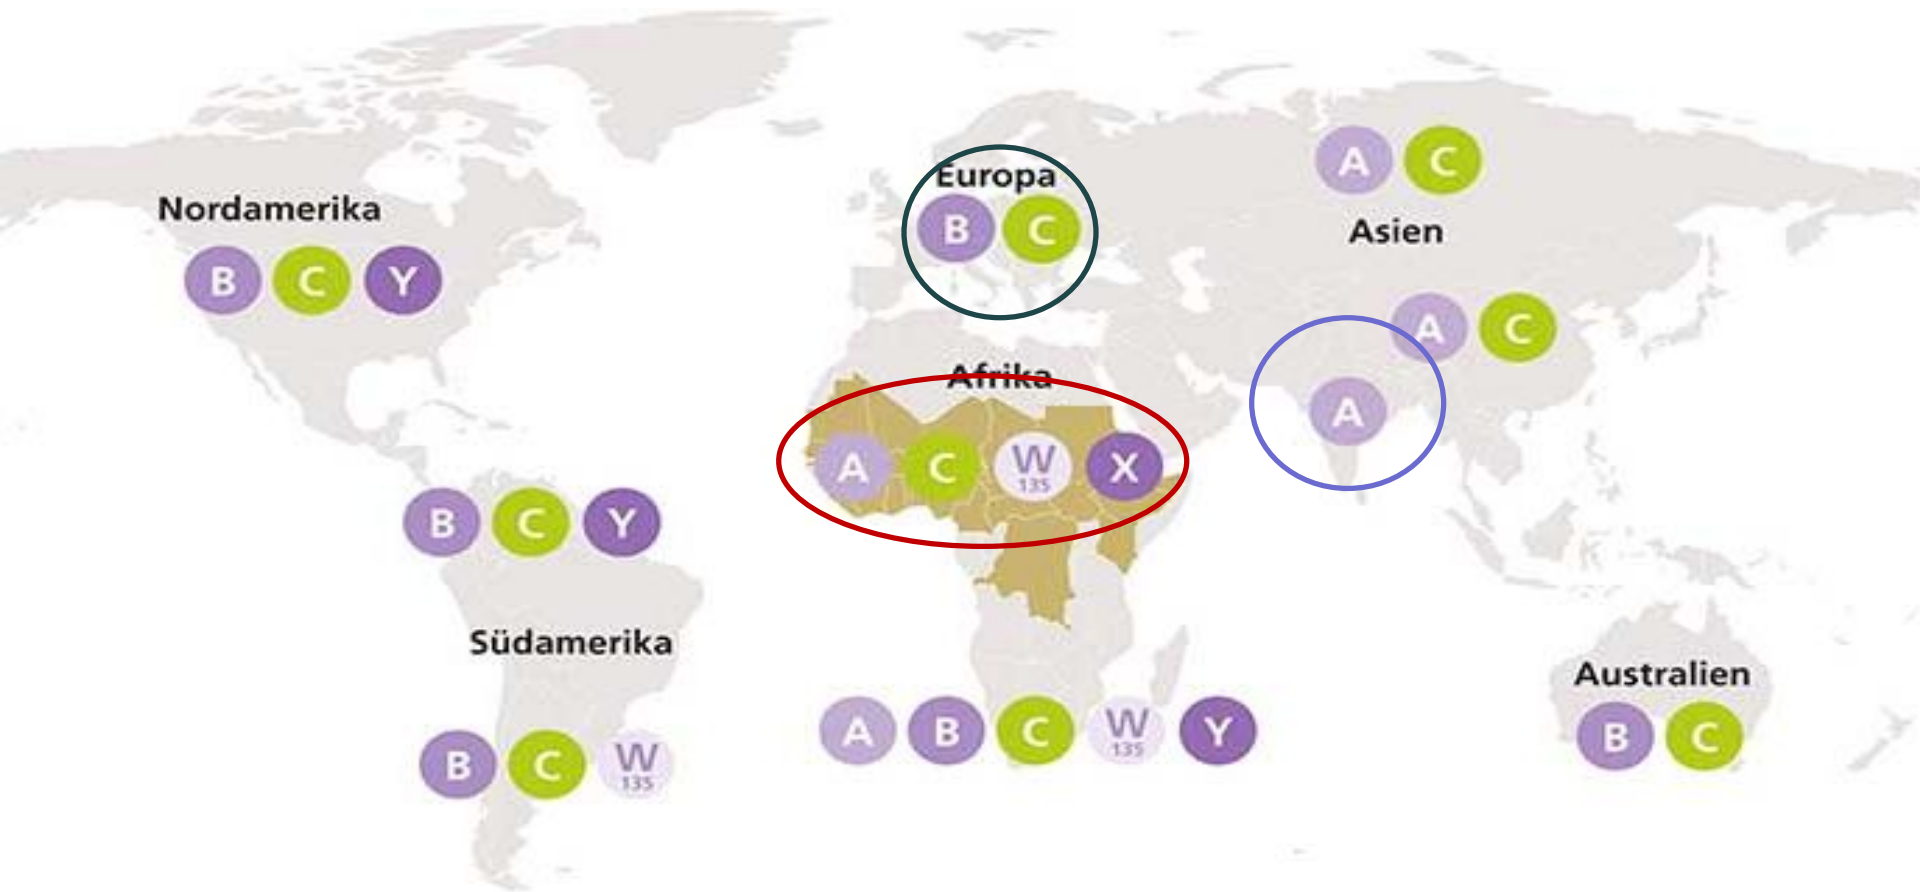 Nordamerika
B C Y
Europa
B C
A C
Asien
A C
A
Afrika
A C W 135 X
B C Y
Südamerika
B C W 135
A B C W 135 Y
Australien
B C